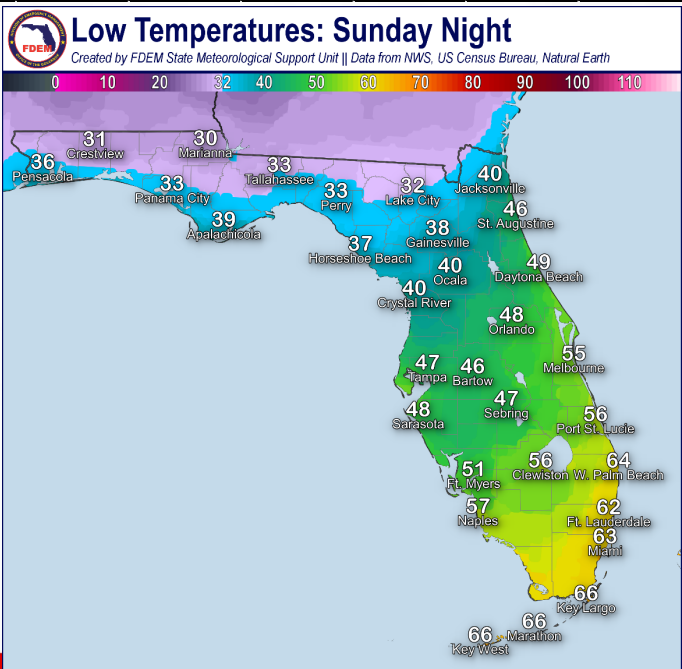 Low Temperatures: Sunday Night
Created by FDEM State Meteorological Support Unit || Data from NWS, US Census Bureau, Natural Earth
FDEM
0 10 20 32 40 50 60 70 80 90 100 110
31
Crestview
30
Marianna
36
Pensacola
33
Panama City
33
Tallahassee
33
Perry
32
Lake City
40
Jacksonville
39
Apalachicola
46
St. Augustine
38
Gainesville
37
Horseshoe Beach
40
Ocala
49
Daytona Beach
40
Crystal River
48
Orlando
47
Tampa
46
Bartow
55
Melbourne
48
Sarasota
47
Sebring
56
Port St. Lucie
51
Ft. Myers
56
Clewiston
64
W. Palm Beach
57
Naples
62
Ft. Lauderdale
63
Miami
66
Key Largo
66
Marathon
66
Key West